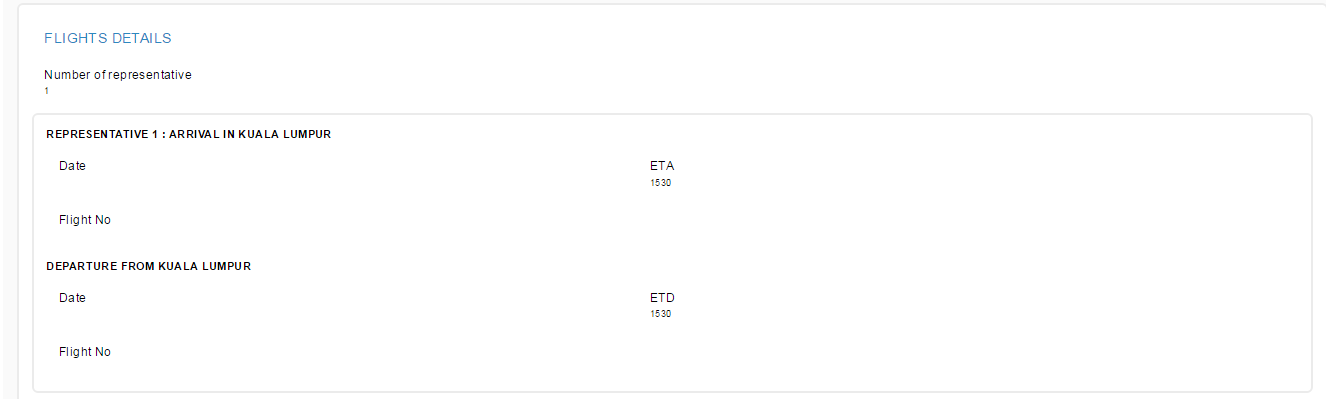 FLIGHTS DETAILS
Number of representative
1
REPRESENTATIVE 1 : ARRIVAL IN KUALA LUMPUR
Date
ETA
1530
Flight No
DEPARTURE FROM KUALA LUMPUR
Date
ETD
1530
Flight No